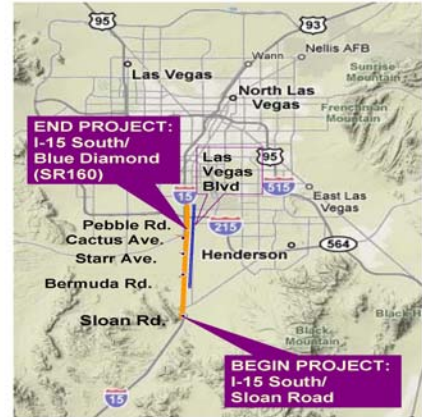 95
93
Nellis AFB
Wann
Las Vegas
Sunrise
Mountain
North Las
Vegas
Frenchman
Mountain
END PROJECT:
I-15 South/
Blue Diamond
(SR160)
Las
Vegas
Blvd
95
15
515
East Las
Vegas
Pebble Rd.
Cactus Ave.
215
Starr Ave.
Henderson
564
Bermuda Rd.
Sloan Rd.
Black
Mountain
Black H
BEGIN PROJECT:
I-15 South/
Sloan Road
15